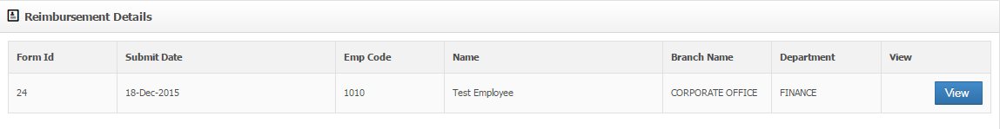 Reimbursement Details
Form Id Submit Date Emp Code Name Branch Name Department View
24 18-Dec-2015 1010 Test Employee CORPORATE OFFICE FINANCE View